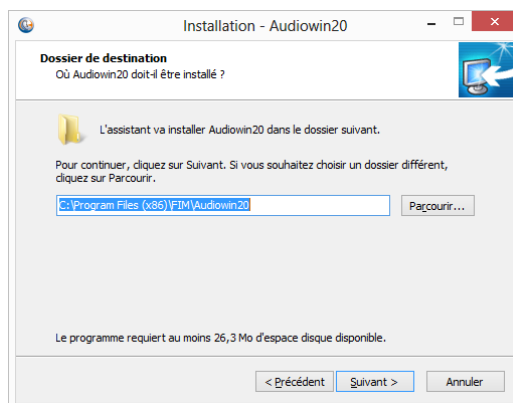 Installation - Audiowin20
Dossier de destination
Où Audiowin20 doit-il être installé ?
L'assistant va installer Audiowin20 dans le dossier suivant.
Pour continuer, cliquez sur Suivant. Si vous souhaitez choisir un dossier différent,
cliquez sur Parcourir.
C:\Program Files (x86)\FIM\Audiowin20
Parcourir...
Le programme requiert au moins 26,3 Mo d'espace disque disponible.
< Précédent
Suivant >
Annuler